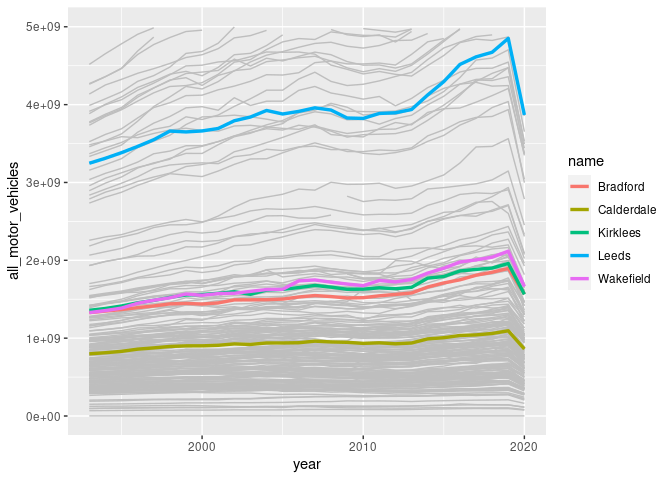 5e+09
4e+09
3e+09
2e+09
1e+09
0e+00
all_motor_vehicles
2000
2010
2020
year
name
Bradford
Calderdale
Kirklees
Leeds
Wakefield